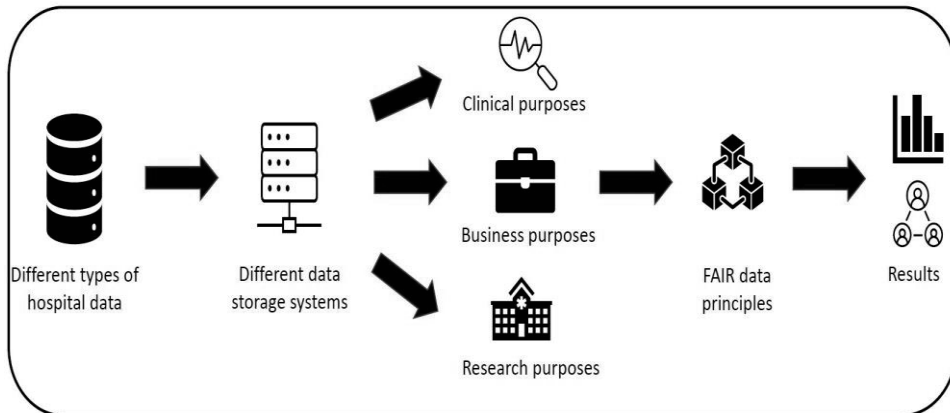 Different types of
hospital data
Different data
storage systems
Clinical purposes
Business purposes
Research purposes
FAIR data
principles
Results